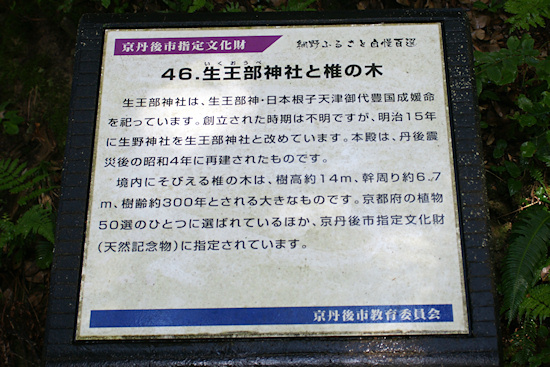 京丹後市指定文化財
網野ふるさと自慢百選
いくおうべ
46.生王部神社と椎の木
生王部神社は、生王部神・日本根子天津御代豊国成媛命
を祀っています。創立された時期は不明ですが、明治15年
に生野神社を生王部神社と改めています。本殿は、丹後震
災後の昭和4年に再建されたものです。
境内にそびえる椎の木は、樹高約14m、幹周り約6.7
m、樹齢約300年とされる大きなものです。京都府の植物
50選のひとつに選ばれているほか、京丹後市指定文化財
(天然記念物)に指定されています。
京丹後市教育委員会